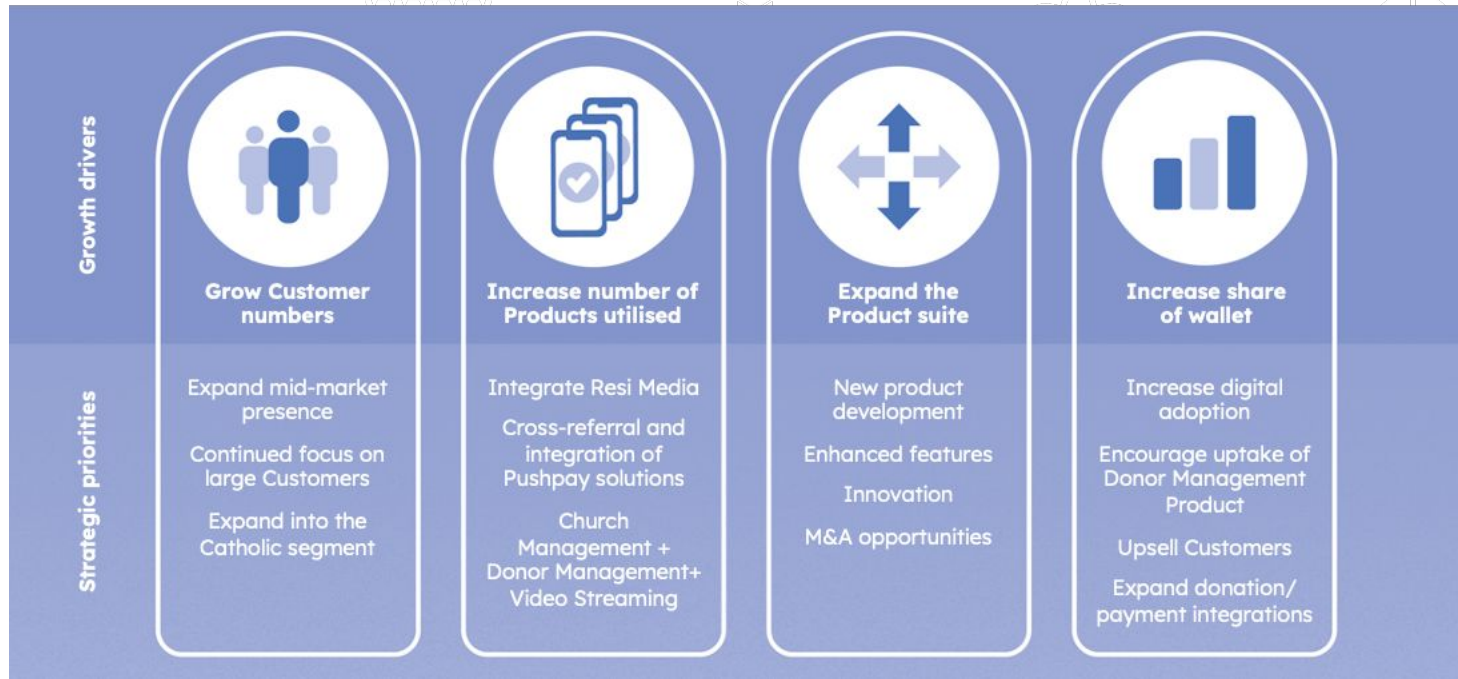 Growth drivers
Grow Customer
numbers
Increase number of
Products utilised
Expand the
Product suite
Increase share
of wallet
Strategic priorities
Expand mid-market
presence
Continued focus on
large Customers
Expand into the
Catholic segment
Integrate Resi Media
Cross-referral and
integration of
Pushpay solutions
Church
Management +
Donor Management+
Video Streaming
New product
development
Enhanced features
Innovation
M&A opportunities
Increase digital
adoption
Encourage uptake of
Donor Management
Product
Upsell Customers
Expand donation/
payment integrations